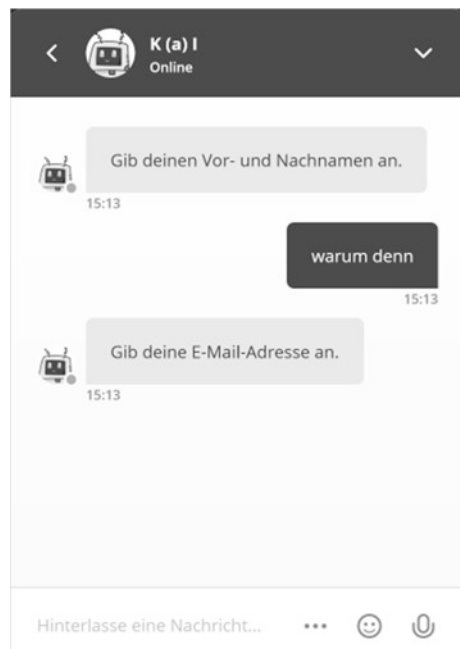 K (a) I
Online
Gib deinen Vor- und Nachnamen an.
15:13
warum denn
15:13
Gib deine E-Mail-Adresse an.
15:13
Hinterlasse eine Nachricht...